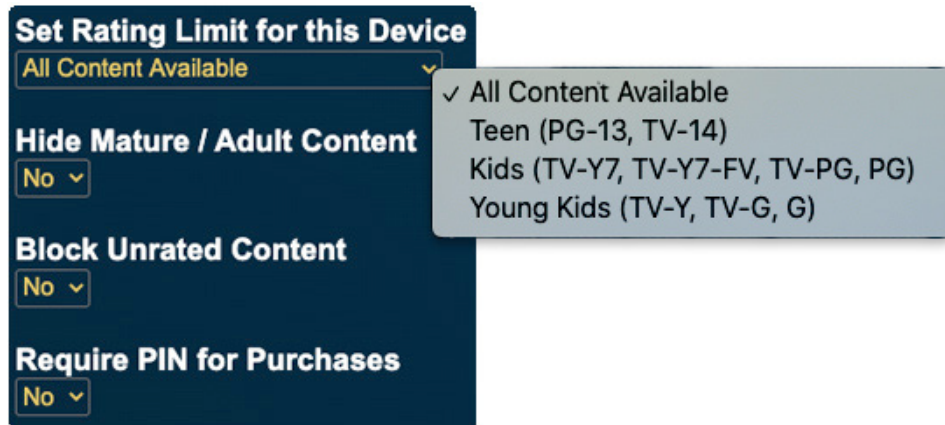 Set Rating Limit for this Device
All Content Available
✓ All Content Available
Teen (PG-13, TV-14)
Kids (TV-Y7, TV-Y7-FV, TV-PG, PG)
Young Kids (TV-Y, TV-G, G)
Hide Mature / Adult Content
No
Block Unrated Content
No
Require PIN for Purchases
No